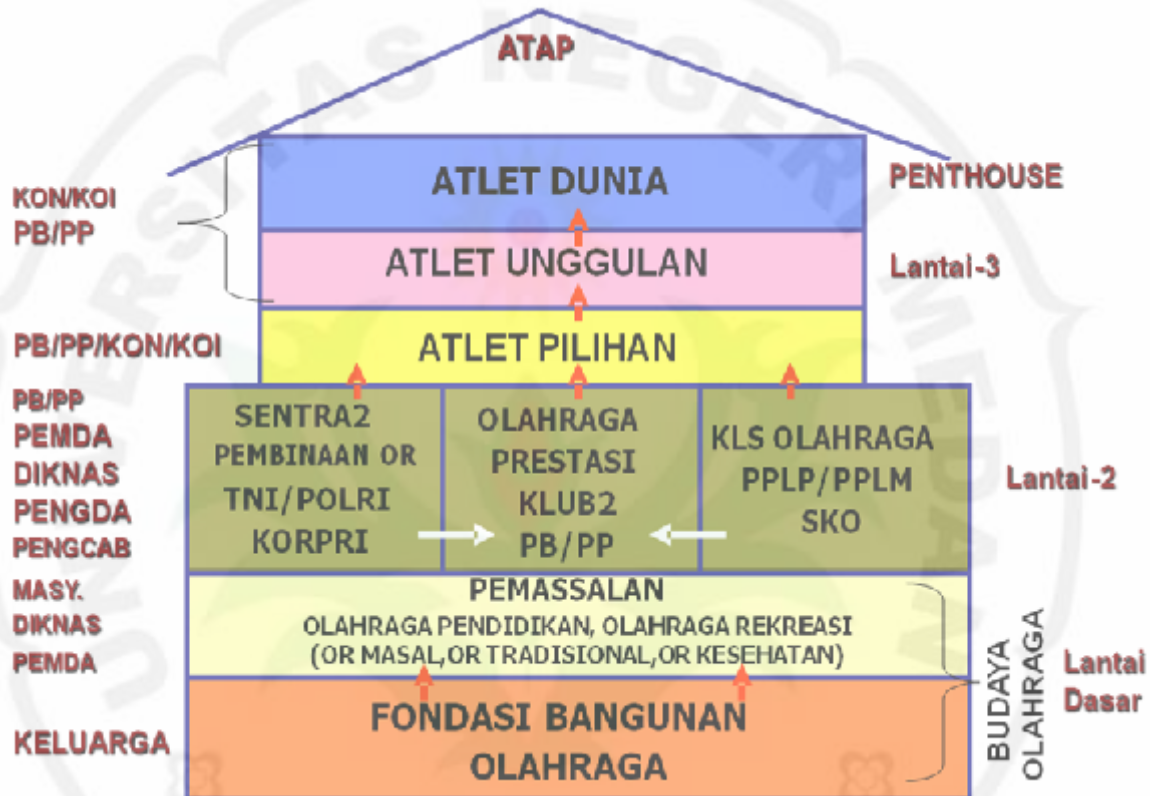 UNIVERSITAS NEGERI MEDAN
ATAP
KON/KOI
PB/PP
ATLET DUNIA
PENTHOUSE
ATLET UNGGULAN
Lantai-3
PB/PP/KON/KOI
ATLET PILIHAN
PB/PP
PEMDA
DIKNAS
PENGDA
PENGCAB
SENTRA2
PEMBINAAN OR
TNI/POLRI
KORPRI
OLAHRAGA
PRESTASI
KLUB2
PB/PP
KLS OLAHRAGA
PPLP/PPLM
SKO
Lantai-2
MASY.
DIKNAS
PEMDA
PEMASSALAN
OLAHRAGA PENDIDIKAN, OLAHRAGA REKREASI
(OR MASAL,OR TRADISIONAL,OR KESEHATAN)
KELUARGA
FONDASI BANGUNAN
OLAHRAGA
BUDAYA
OLAHRAGA
Lantai
Dasar